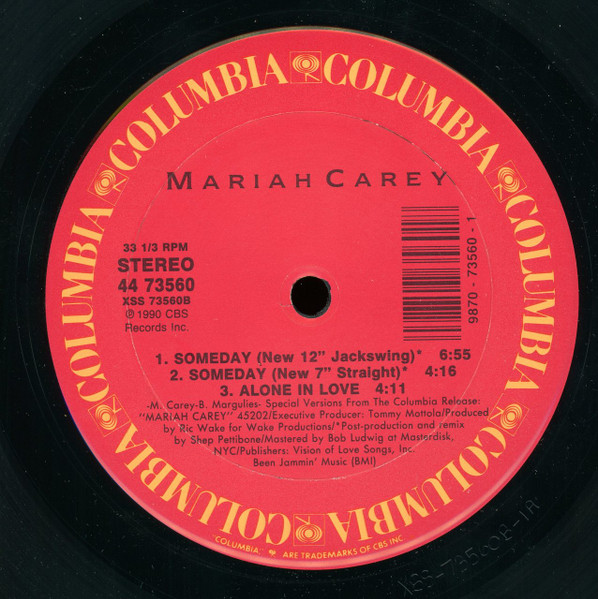 COLUMBIA COLUMBIA COLUMBIA COLUMBIA COLUMBIA COLUMBIA
MARIAH CAREY
33 1/3 RPM
STEREO
44 73560
XSS 73560B
℗ 1990 CBS
Records Inc.
9870 - 73560 - 1
1. SOMEDAY (New 12" Jackswing)* 6:55
2. SOMEDAY (New 7" Straight)* 4:16
3. ALONE IN LOVE 4:11
-M. Carey-B. Margulies- Special Versions From The Columbia Release:
"MARIAH CAREY" 45202/Executive Producer: Tommy Mottola/Produced
by Ric Wake for Wake Productions/*Post-production and remix
by Shep Pettibone/Mastered by Bob Ludwig at Masterdisk,
NYC/Publishers: Vision of Love Songs, Inc.
Been Jammin' Music (BMI)
"COLUMBIA," ARE TRADEMARKS OF CBS INC